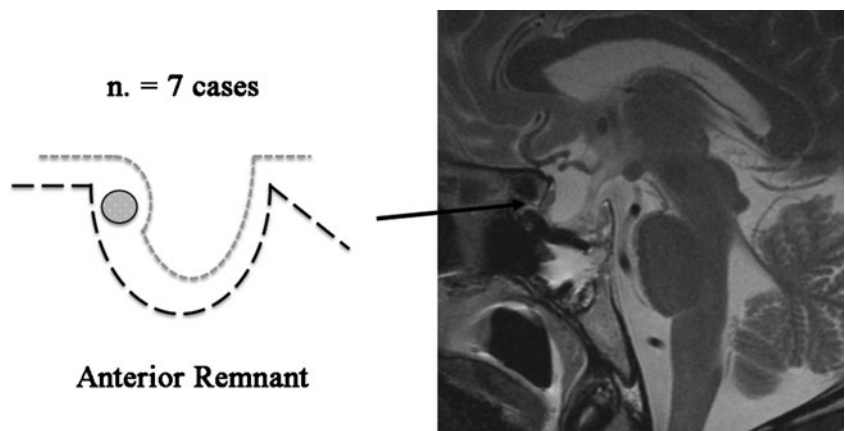 n. = 7 cases
Anterior Remnant